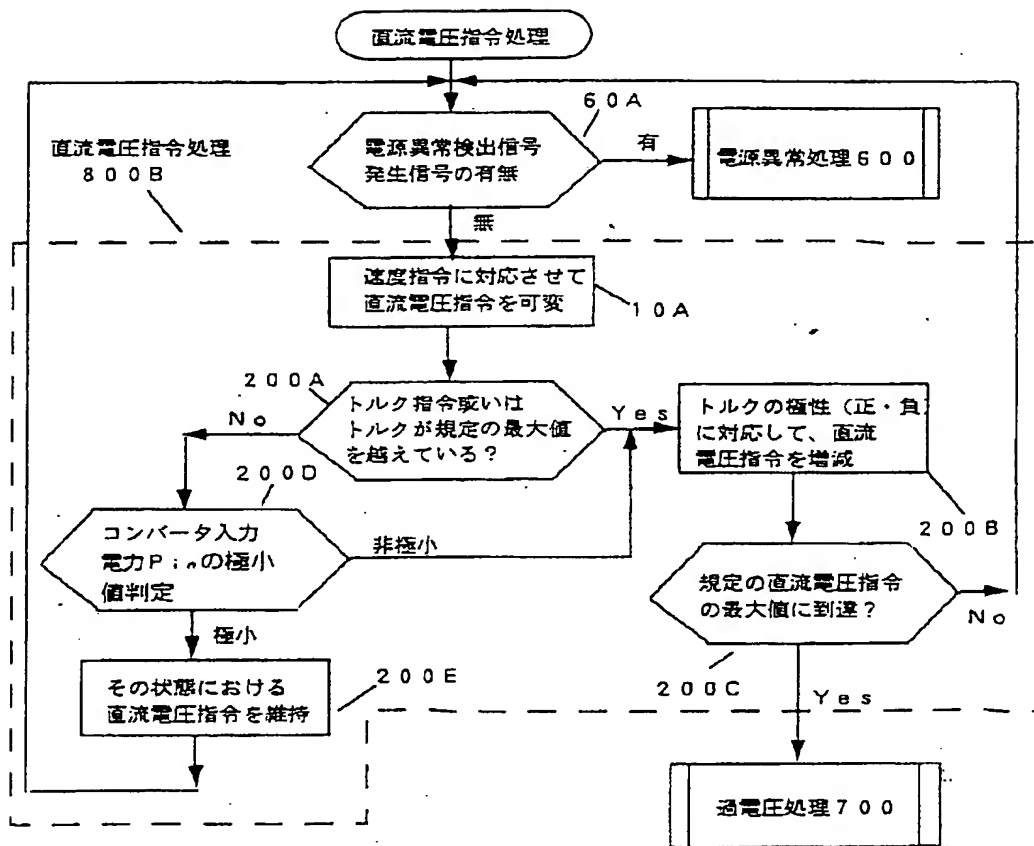 直流電圧指令処理
60A
直流電圧指令処理
800B
電源異常検出信号
発生信号の有無
有
電源異常処理600
無
速度指令に対応させて
直流電圧指令を可変
10A
200A
トルク指令或いは
トルクが規定の最大値
を越えている?
No
Yes
トルクの極性(正・負)
に対応して、直流
電圧指令を増減
200B
200D
コンバータ入力
電力Pinの極小
値判定
非極小
極小
規定の直流電圧指令
の最大値に到達?
No
200C
Yes
その状態における
直流電圧指令を維持
200E
過電圧処理700